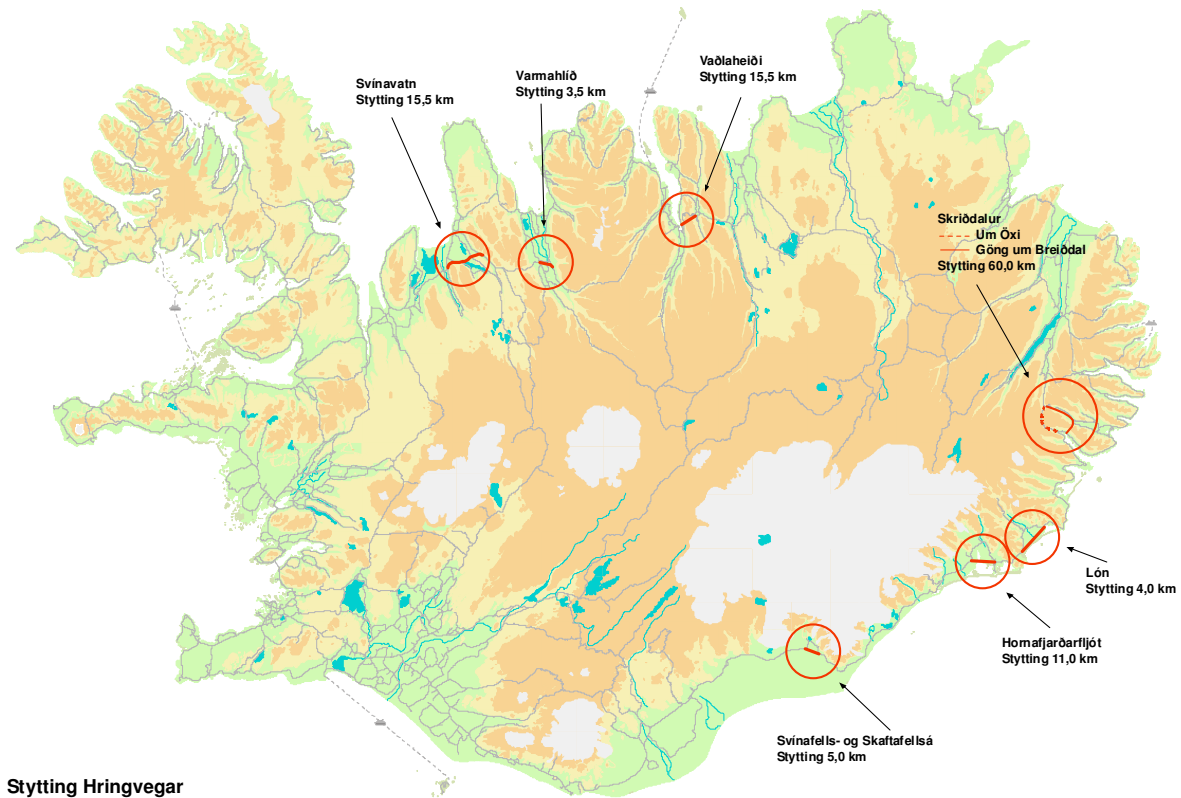 Vaðlaheiði
Stytting 15,5 km
Varmahlíð
Stytting 3,5 km
Svínavatn
Stytting 15,5 km
Skriðdalur
Um Öxi
Göng um Breiðdal
Stytting 60,0 km
Lón
Stytting 4,0 km
Hornafjarðarfljót
Stytting 11,0 km
Svínafells- og Skaftafellsá
Stytting 5,0 km
Stytting Hringvegar